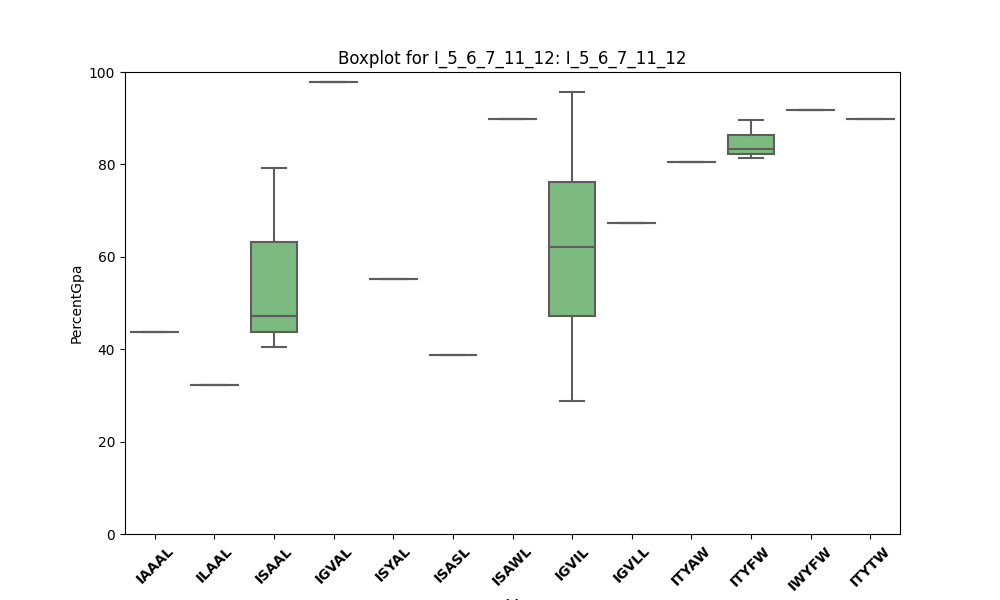 Boxplot for I_5_6_7_11_12: I_5_6_7_11_12
100
80
60
40
20
0
PercentGpa
IAAAL
ILAAL
ISAAL
IGVAL
ISYAL
ISASL
ISAWL
IGVIL
IGVLL
ITYAW
ITYFW
IWYFW
ITYTW